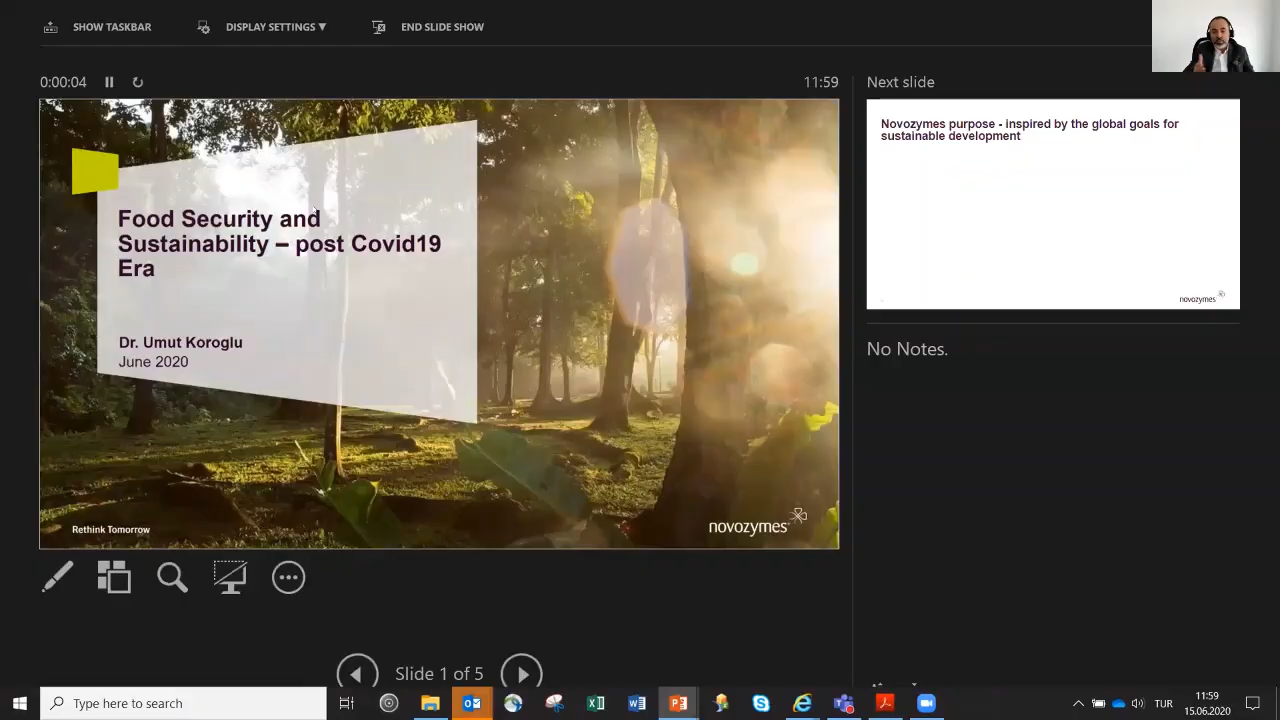 SHOW TASKBAR
DISPLAY SETTINGS ▼
END SLIDE SHOW
0:00:04
11:59
Next slide
Food Security and
Sustainability – post Covid19
Era
Dr. Umut Koroglu
June 2020
Rethink Tomorrow
novozymes
Novozymes purpose - inspired by the global goals for
sustainable development
novozymes
No Notes.
Slide 1 of 5
Type here to search
TUR
11:59
15.06.2020